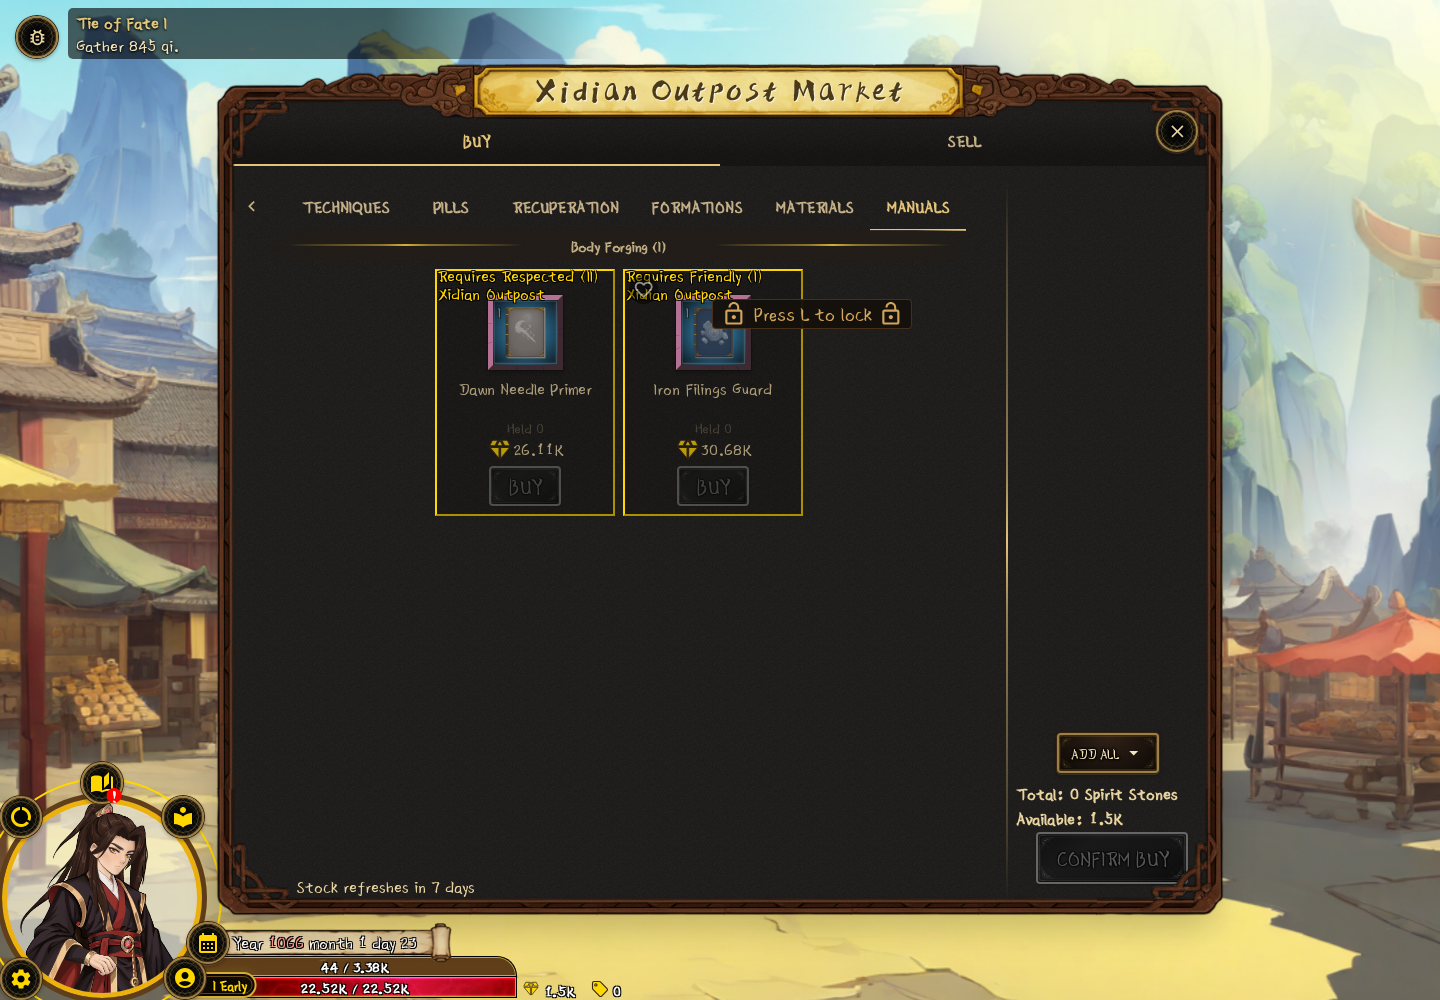 Tie of Fate I
Gather 845 qi.
Xidian Outpost Market
BUY
SELL
TECHNIQUES
PILLS
RECUPERATION
FORMATIONS
MATERIALS
MANUALS
Body Forging (I)
Requires Respected (II)
Xidian Outpost
1
Dawn Needle Primer
Held 0
26.11K
BUY
Requires Friendly (I)
Xidian Outpost
1
Press L to lock
Iron Filings Guard
Held 0
30.68K
BUY
ADD ALL
Total: 0 Spirit Stones
Available: 1.5K
CONFIRM BUY
Stock refreshes in 7 days
Year 1066 month 1 day 23
44 / 3.38K
22.52K / 22.52K
I Early
1.5K
0